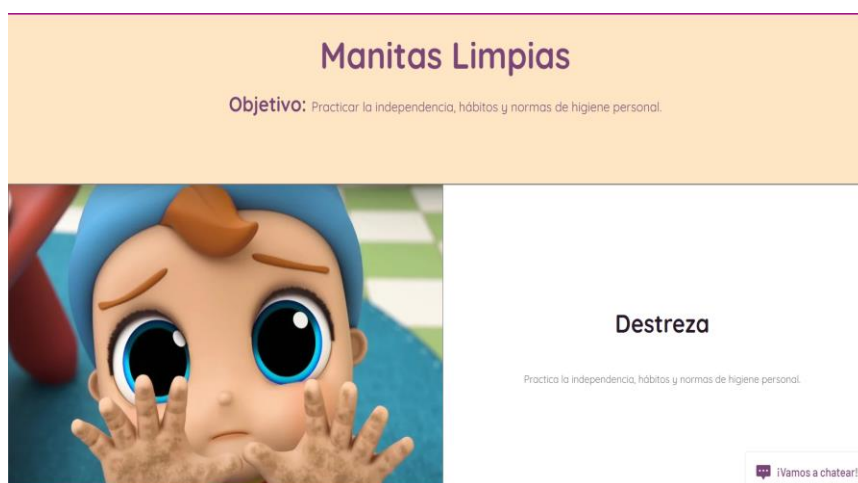 Manitas Limpias
Objetivo: Practicar la independencia, hábitos y normas de higiene personal.
Destreza
Practica la independencia, hábitos y normas de higiene personal.
¡Vamos a chatear!